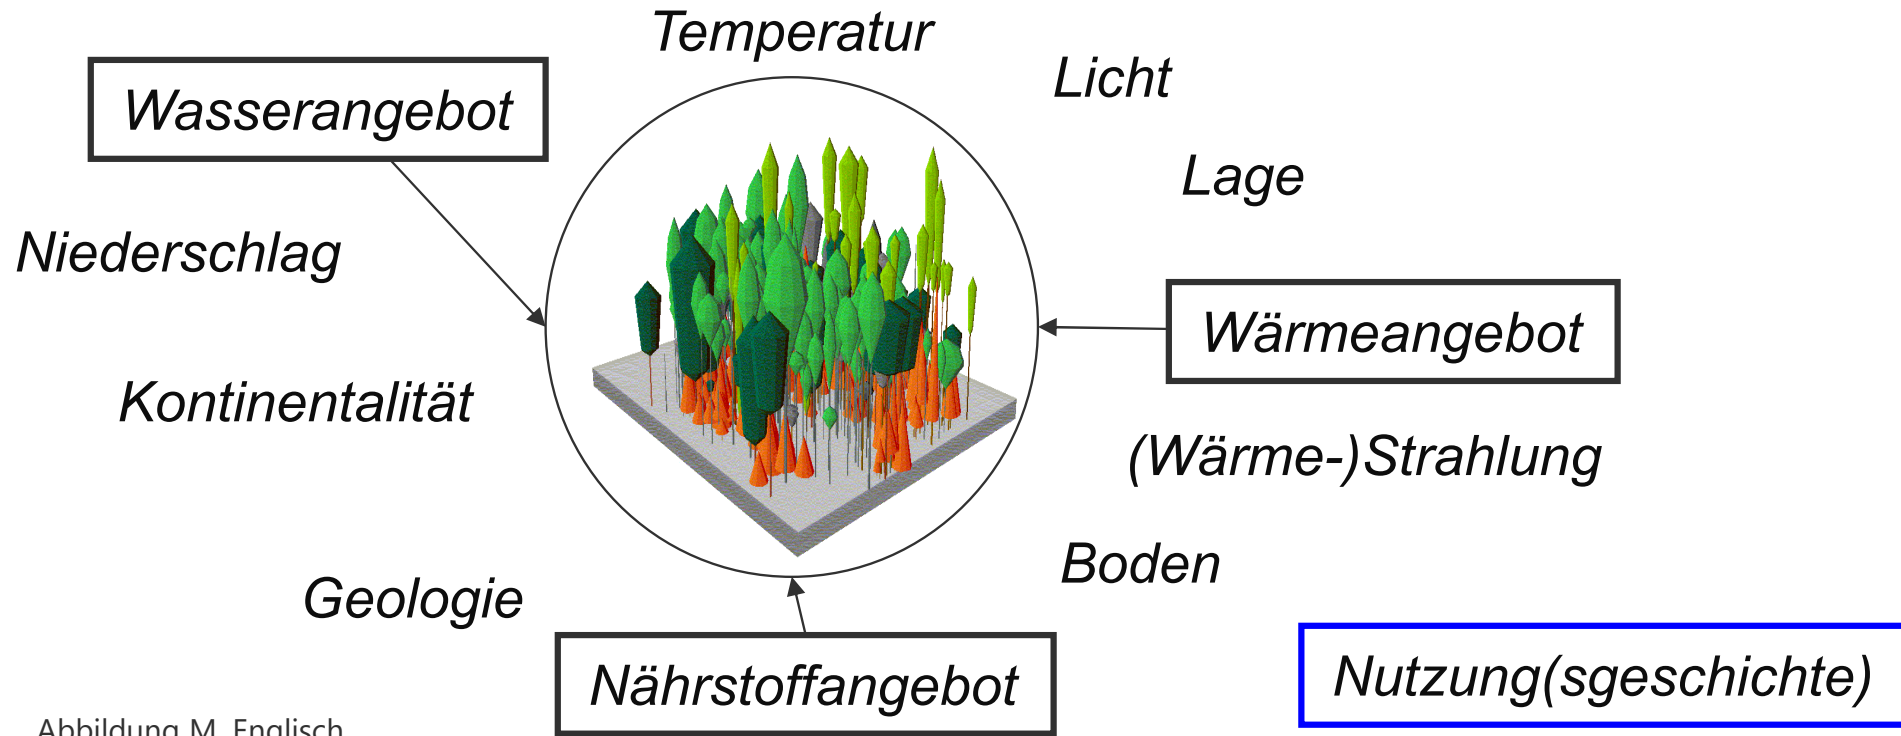 Temperatur
Licht
Wasserangebot
Lage
Niederschlag
Wärmeangebot
Kontinentalität
(Wärme-)Strahlung
Boden
Geologie
Nährstoffangebot
Nutzung(sgeschichte)
Abbildung M. Englisch